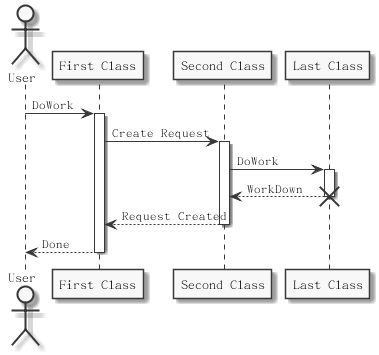 User
First Class
Second Class
Last Class
DoWork
Create Request
DoWork
WorkDown
Request Created
Done
User
First Class
Second Class
Last Class